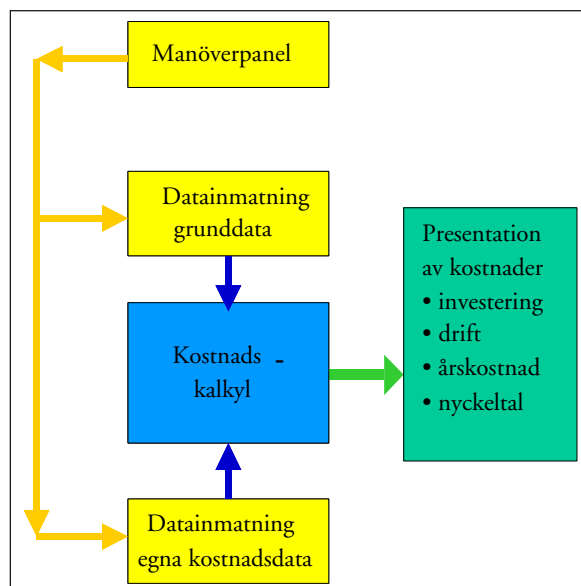 Manöverpanel
Datainmatning
grunddata
Kostnads -
kalkyl
Datainmatning
egna kostnadsdata
Presentation
av kostnader
• investering
• drift
• årskostnad
• nyckeltal